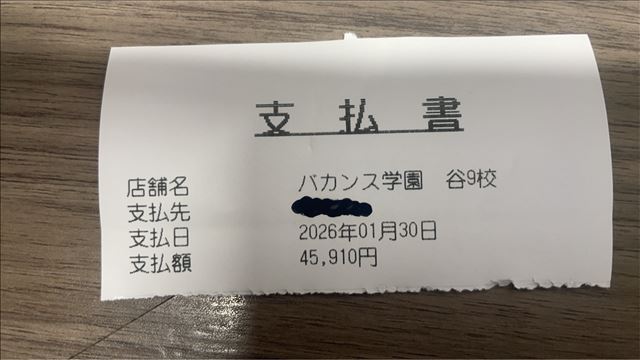 支払書
店舗名 バカンス学園 谷9校
支払先
支払日 2026年01月30日
支払額 45,910円